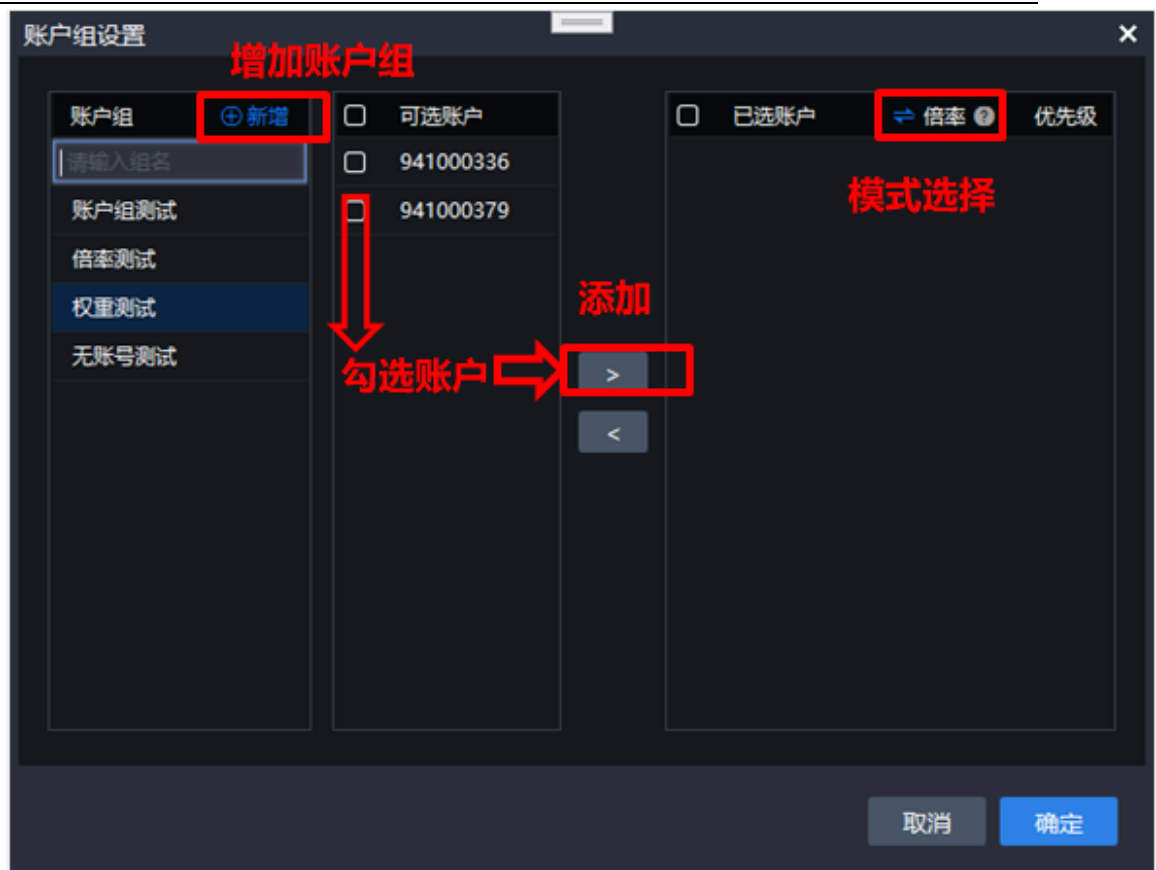 账户组设置
×
增加账户组
账户组 ⊕新增 可选账户 已选账户 ⇌ 倍率 ? 优先级
请输入组名 941000336
账户组测试 941000379 模式选择
倍率测试
权重测试 添加
无账号测试 勾选账户 >
<
取消 确定